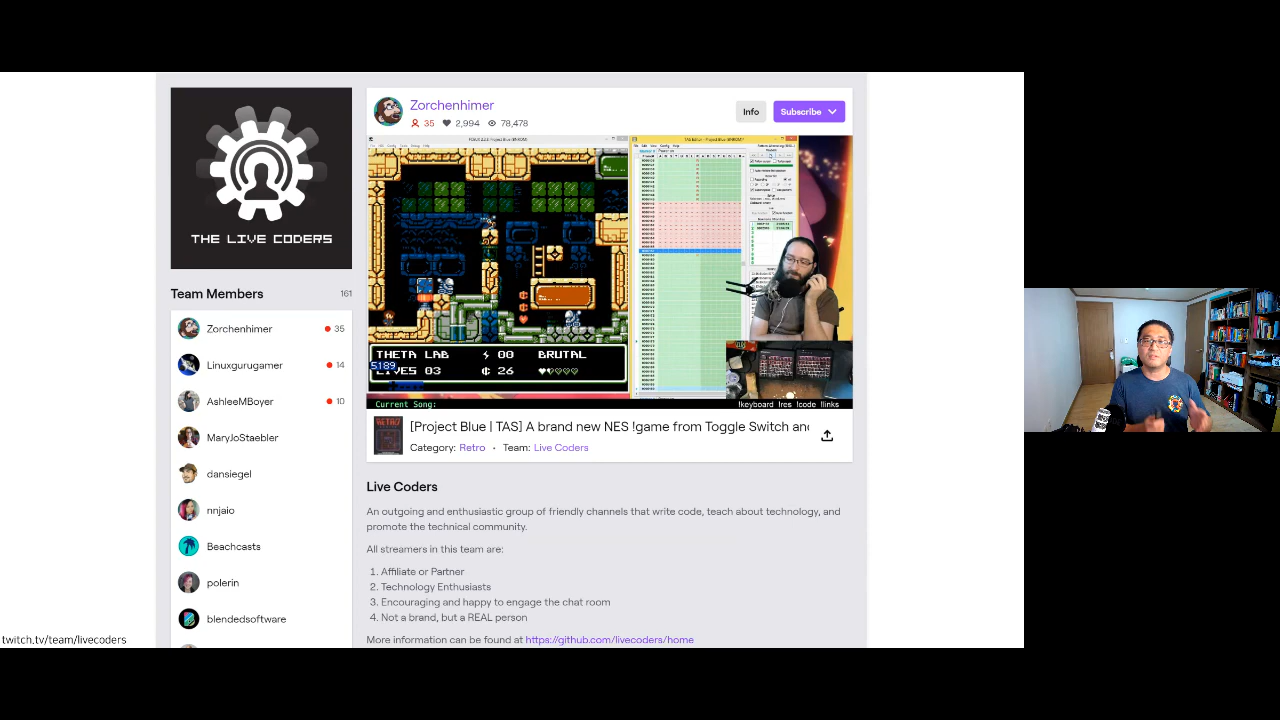 THE LIVE CODERS
Team Members 161
Zorchenhimer 35
Linuxgurugamer 14
AshleeMBoyer 10
MaryJoStaebler
dansiegel
nnjaio
Beachcasts
polerin
blendedsoftware
twitch.tv/team/livecoders
Zorchenhimer
35 2,994 78,478
Info
Subscribe
THETA LAB 00 BRUTAL
5189
LIVES 03 26
Current Song:
!keyboard !res !code !links
[Project Blue | TAS] A brand new NES !game from Toggle Switch and
Category: Retro • Team: Live Coders
Live Coders
An outgoing and enthusiastic group of friendly channels that write code, teach about technology, and
promote the technical community.
All streamers in this team are:
1. Affiliate or Partner
2. Technology Enthusiasts
3. Encouraging and happy to engage the chat room
4. Not a brand, but a REAL person
More information can be found at https://github.com/livecoders/home